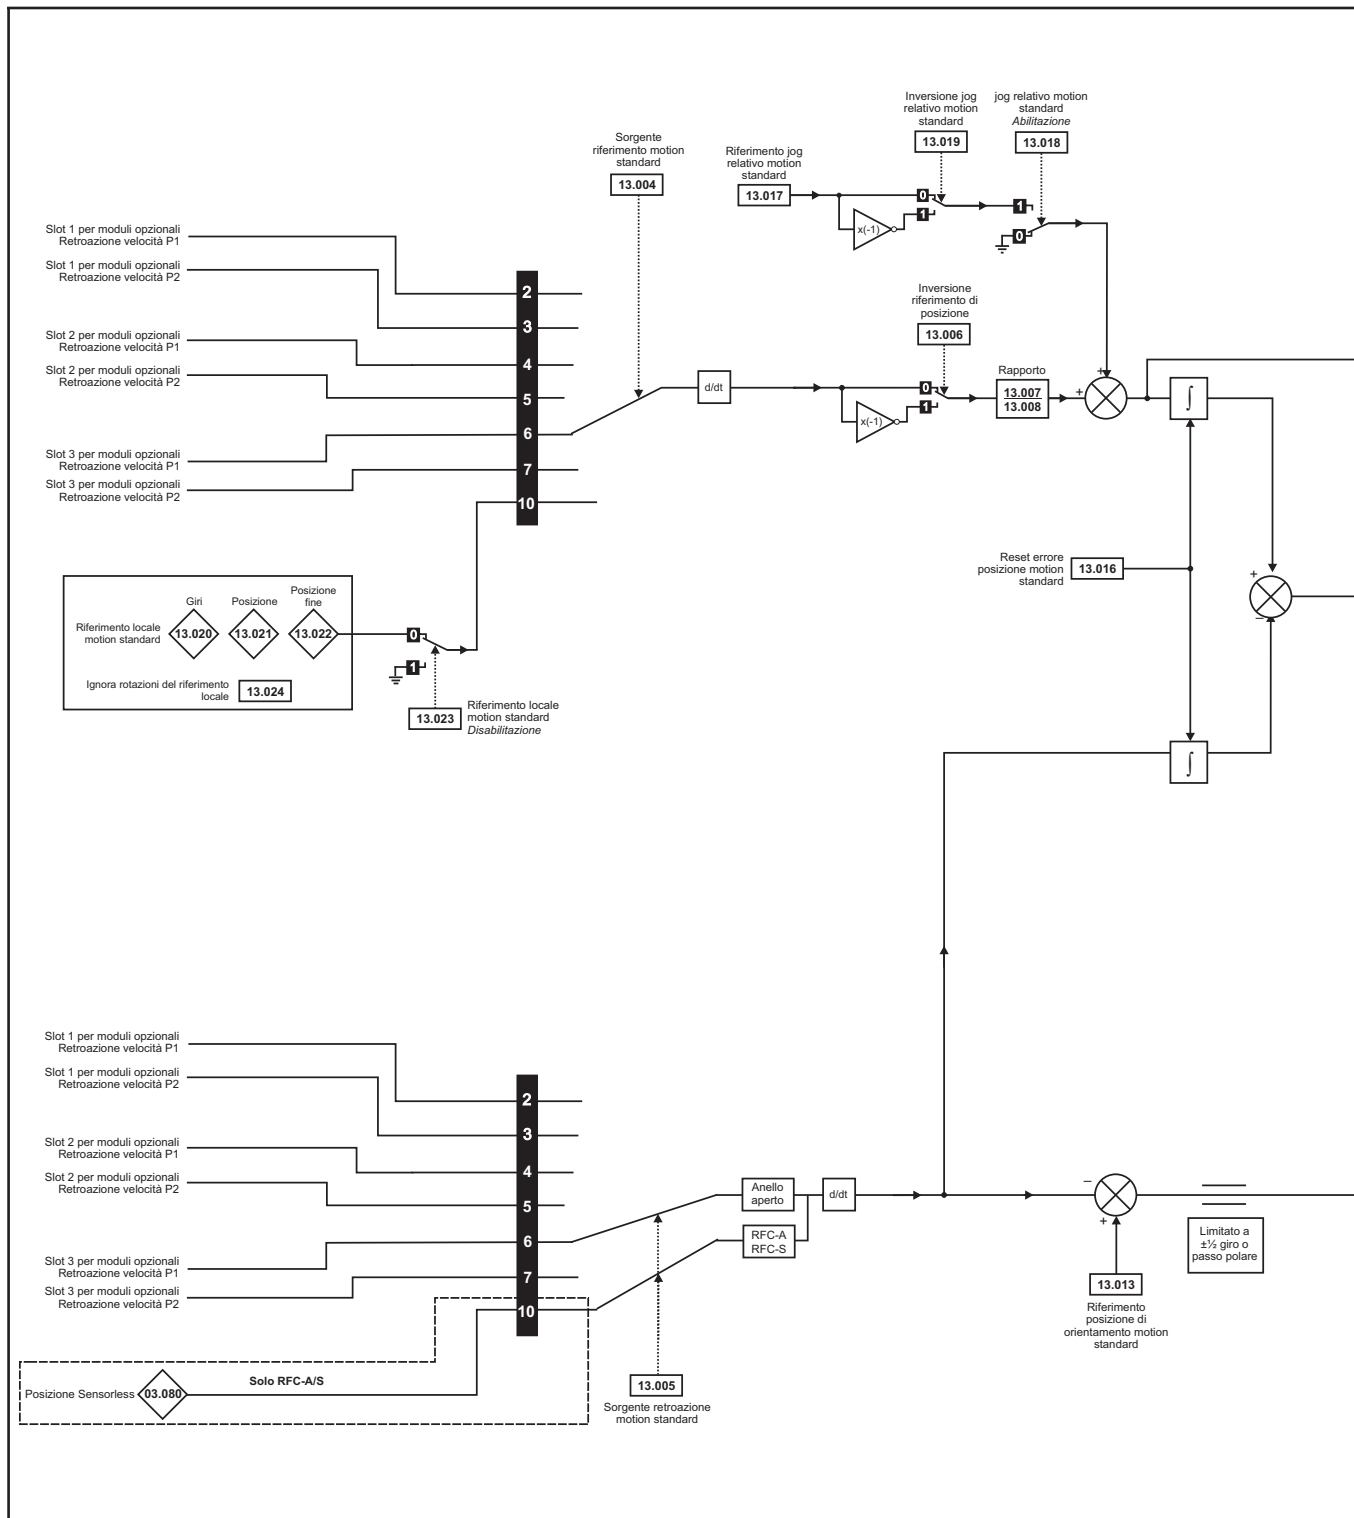 Inversione jog
relativo motion
standard
13.019
jog relativo motion
standard
Abilitazione
13.018
Sorgente
riferimento motion
standard
13.004
Riferimento jog
relativo motion
standard
13.017
0
1
x(-1)
1
0
Slot 1 per moduli opzionali
Retroazione velocità P1
Slot 1 per moduli opzionali
Retroazione velocità P2
Slot 2 per moduli opzionali
Retroazione velocità P1
Slot 2 per moduli opzionali
Retroazione velocità P2
Slot 3 per moduli opzionali
Retroazione velocità P1
Slot 3 per moduli opzionali
Retroazione velocità P2
2
3
4
5
6
7
10
d/dt
Inversione
riferimento di
posizione
13.006
0
1
x(-1)
Rapporto
13.007
13.008
+
+
∫
Reset errore
posizione motion
standard
13.016
+
−
∫
Giri
Posizione
Posizione
fine
Riferimento locale
motion standard
13.020
13.021
13.022
Ignora rotazioni del riferimento
locale
13.024
0
1
13.023
Riferimento locale
motion standard
Disabilitazione
Slot 1 per moduli opzionali
Retroazione velocità P1
Slot 1 per moduli opzionali
Retroazione velocità P2
Slot 2 per moduli opzionali
Retroazione velocità P1
Slot 2 per moduli opzionali
Retroazione velocità P2
Slot 3 per moduli opzionali
Retroazione velocità P1
Slot 3 per moduli opzionali
Retroazione velocità P2
2
3
4
5
6
7
10
Anello
aperto
RFC-A
RFC-S
d/dt
−
+
Limitato a
±½ giro o
passo polare
13.013
Riferimento
posizione di
orientamento motion
standard
Posizione Sensorless
03.080
Solo RFC-A/S
13.005
Sorgente retroazione
motion standard